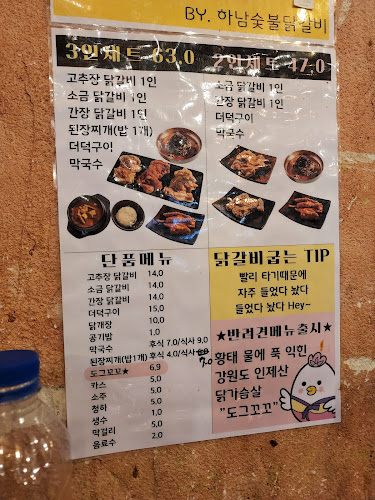 BY. 하남숯불닭갈비
3인세트 63.0
고추장 닭갈비 1인
소금 닭갈비 1인
간장 닭갈비 1인
된장찌개(밥 1개)
더덕구이
막국수
2인세트 47.0
소금 닭갈비 1인
간장 닭갈비 1인
더덕구이
막국수
단품메뉴
고추장 닭갈비 14,0
소금 닭갈비 14,0
간장 닭갈비 14,0
더덕구이 15,0
닭개장 10,0
공기밥 1,0
막국수 후식 7.0/식사 9,0
된장찌개(밥1개) 후식 4.0/식사 7.0
도그꼬꼬★ 6,9
카스 5,0
소주 5,0
청하 5,0
생수 1,0
막걸리 5,0
음료수 2,0
닭갈비굽는 TIP
빨리 타기때문에
자주 들었다 놨다
들었다 놨다 Hey~
★반려견메뉴출시★
황태 물에 푹 익힌
강원도 인제산
닭가슴살
"도그꼬꼬"